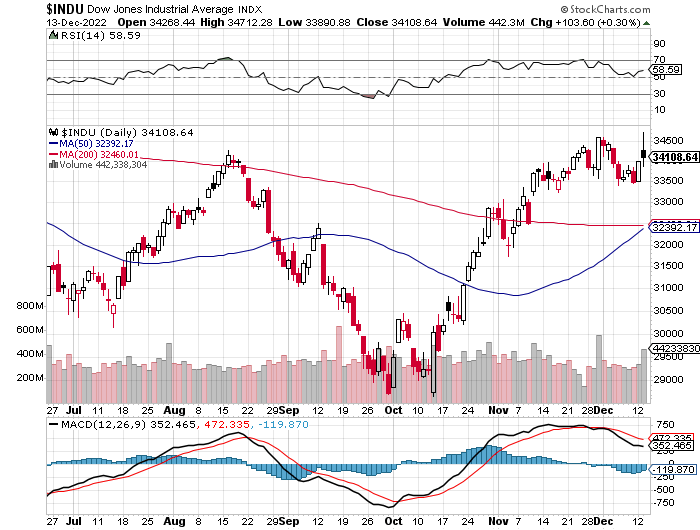 $INDU Dow Jones Industrial Average INDX © StockCharts.com
13-Dec-2022 Open 34268.44 High 34712.28 Low 33890.88 Close 34108.64 Volume 442.3M Chg +103.60 (+0.30%)
RSI(14) 58.59
90
70
58.59
50
30
10
$INDU (Daily) 34108.64
MA(50) 32392.17
MA(200) 32460.01
Volume 442,338,304
34500
34108.64
33500
33000
32392.17
32000
31500
31000
30500
30000
29500
29000
800M
600M
400M
200M
44233830
27 Jul 11 18 25 Aug 8 15 22 Sep 12 19 26 Oct 10 17 24 Nov 7 14 21 28 Dec 12
MACD(12,26,9) 352.465, 472.335, -119.870
750
472.335
352.465
-119.870
-250
-500
-750
27 Jul 11 18 25 Aug 8 15 22 Sep 12 19 26 Oct 10 17 24 Nov 7 14 21 28 Dec 12